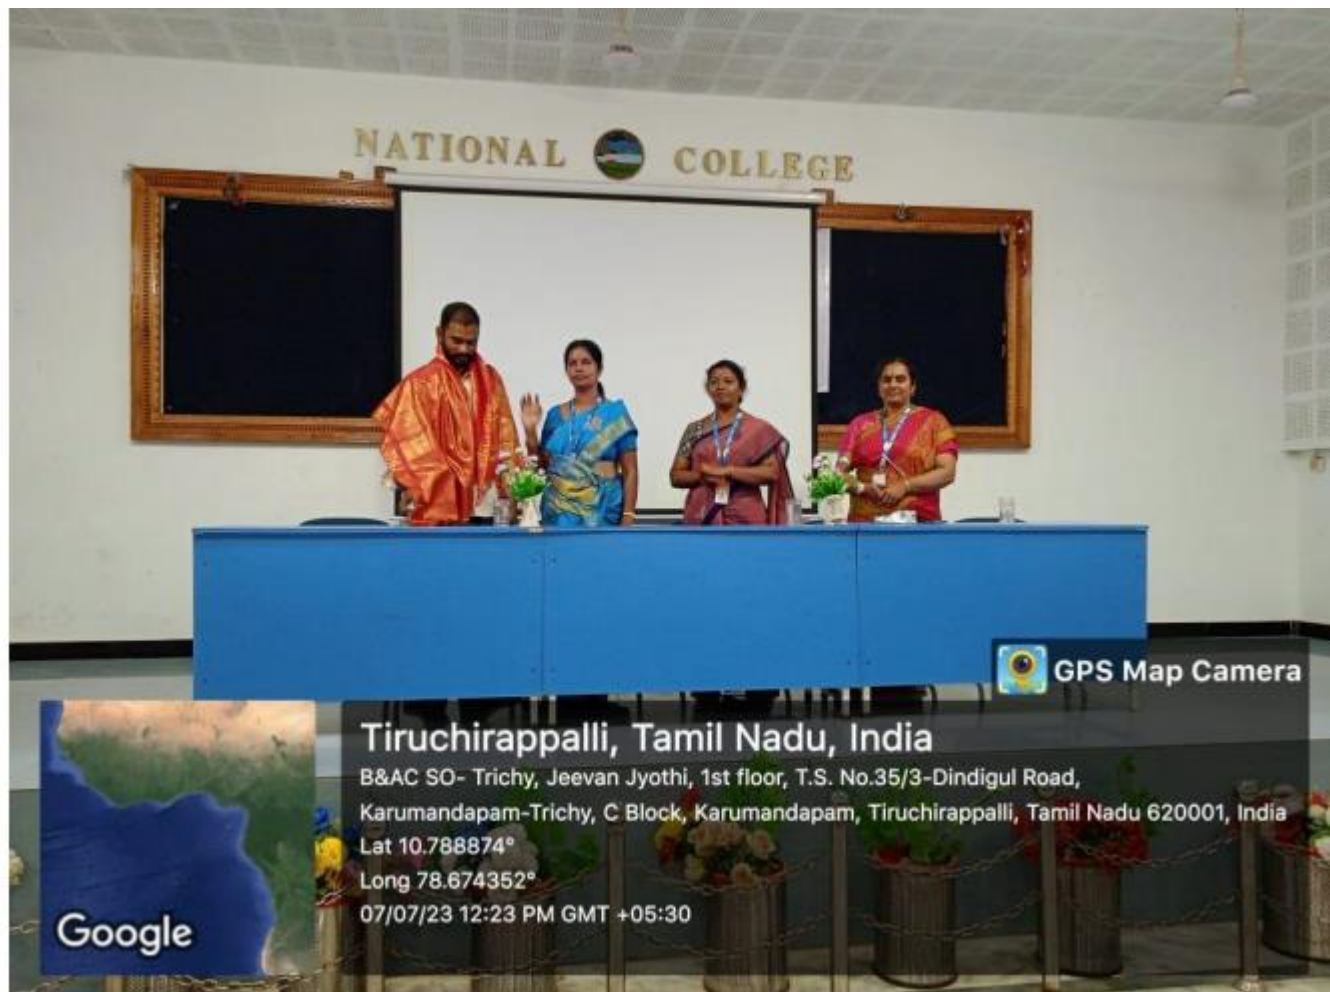 NATIONAL COLLEGE
GPS Map Camera
Tiruchirappalli, Tamil Nadu, India
B&AC SO- Trichy, Jeevan Jyothi, 1st floor, T.S. No.35/3-Dindigul Road,
Karumandapam-Trichy, C Block, Karumandapam, Tiruchirappalli, Tamil Nadu 620001, India
Lat 10.788874°
Long 78.674352°
07/07/23 12:23 PM GMT +05:30
Google